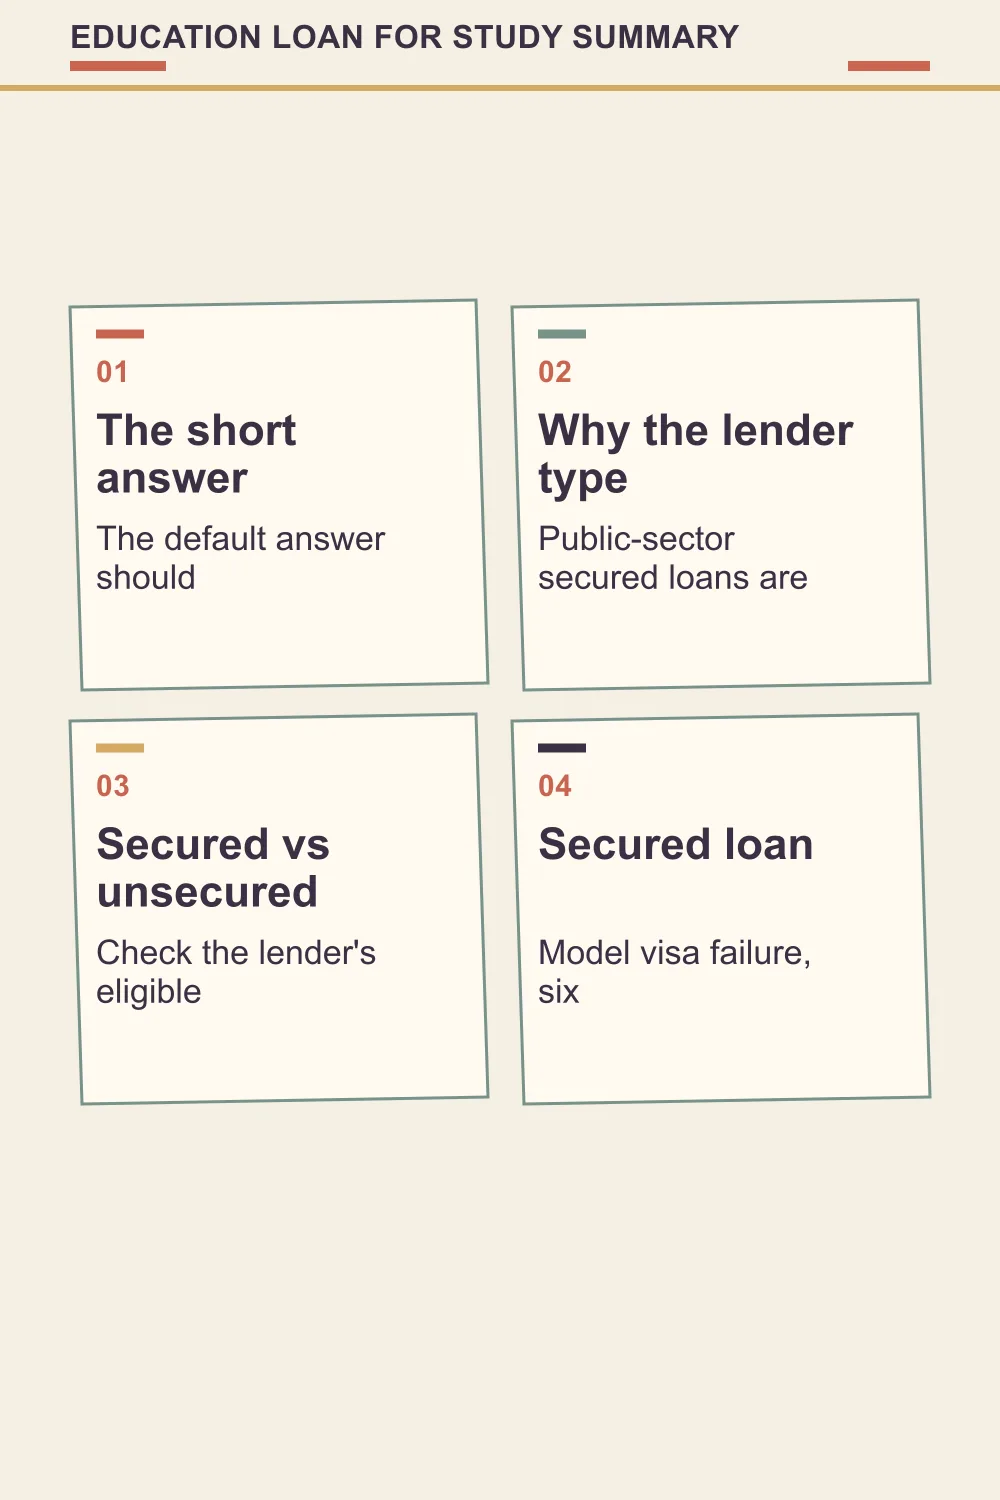 EDUCATION LOAN FOR STUDY SUMMARY
01
The short
answer
The default answer
should
02
Why the lender
type
Public-sector
secured loans are
03
Secured vs
unsecured
Check the lender's
eligible
04
Secured loan
Model visa failure,
six